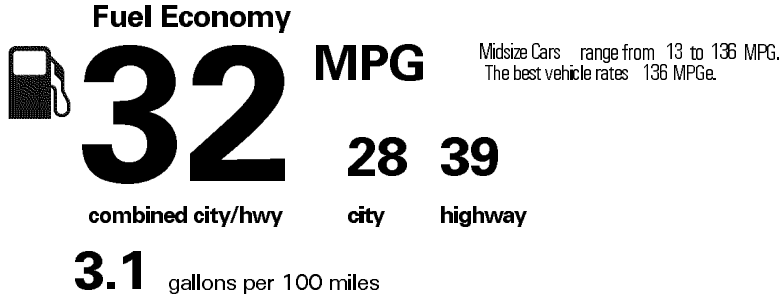 Fuel Economy
32 MPG
Midsize Cars range from 13 to 136 MPG.
The best vehicle rates 136 MPGe.
28 39
combined city/hwy city highway
3.1 gallons per 100 miles